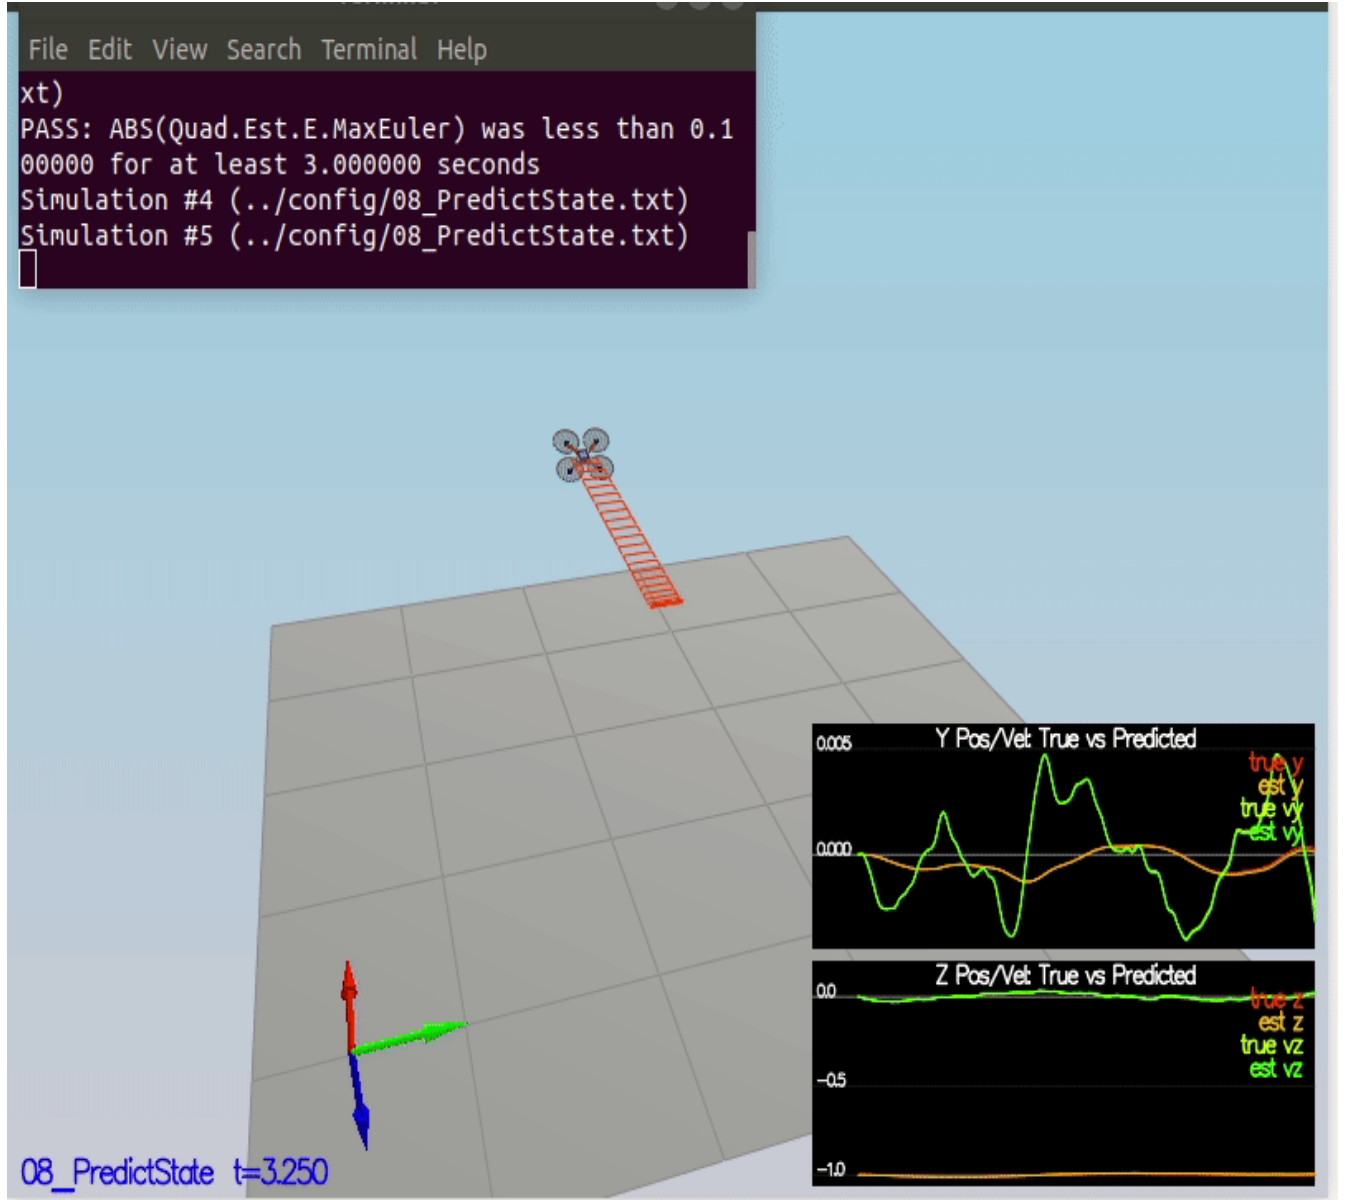 File Edit View Search Terminal Help
xt)
PASS: ABS(Quad.Est.E.MaxEuler) was less than 0.1
00000 for at least 3.000000 seconds
Simulation #4 (../config/08_PredictState.txt)
Simulation #5 (../config/08_PredictState.txt)
Y Pos/Vel: True vs Predicted
0.005
true y
est y
true vy
est vy
0.000
Z Pos/Vel: True vs Predicted
0.0
true z
est z
true vz
est vz
-0.5
-1.0
08_PredictState t=3.250